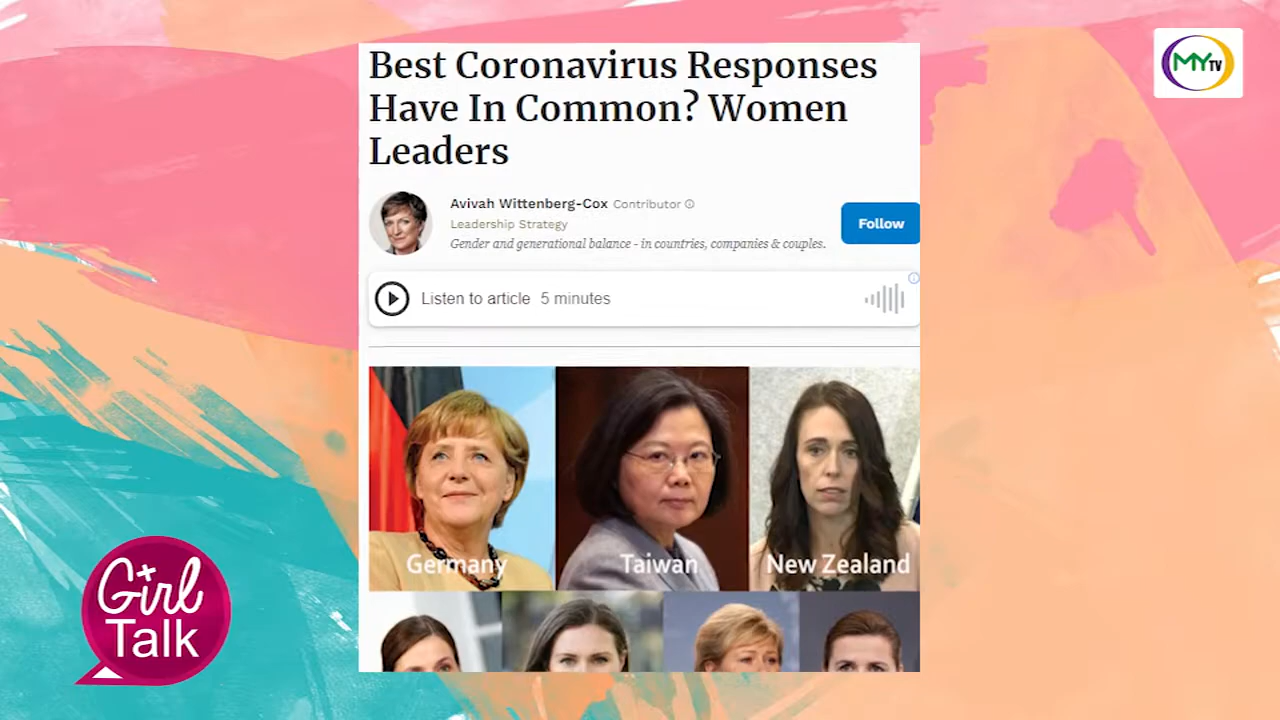 Best Coronavirus Responses
Have In Common? Women
Leaders
Avivah Wittenberg-Cox Contributor
Leadership Strategy
Gender and generational balance - in countries, companies & couples.
Follow
Listen to article 5 minutes
Germany
Taiwan
New Zealand
Girl
Talk
MYTV